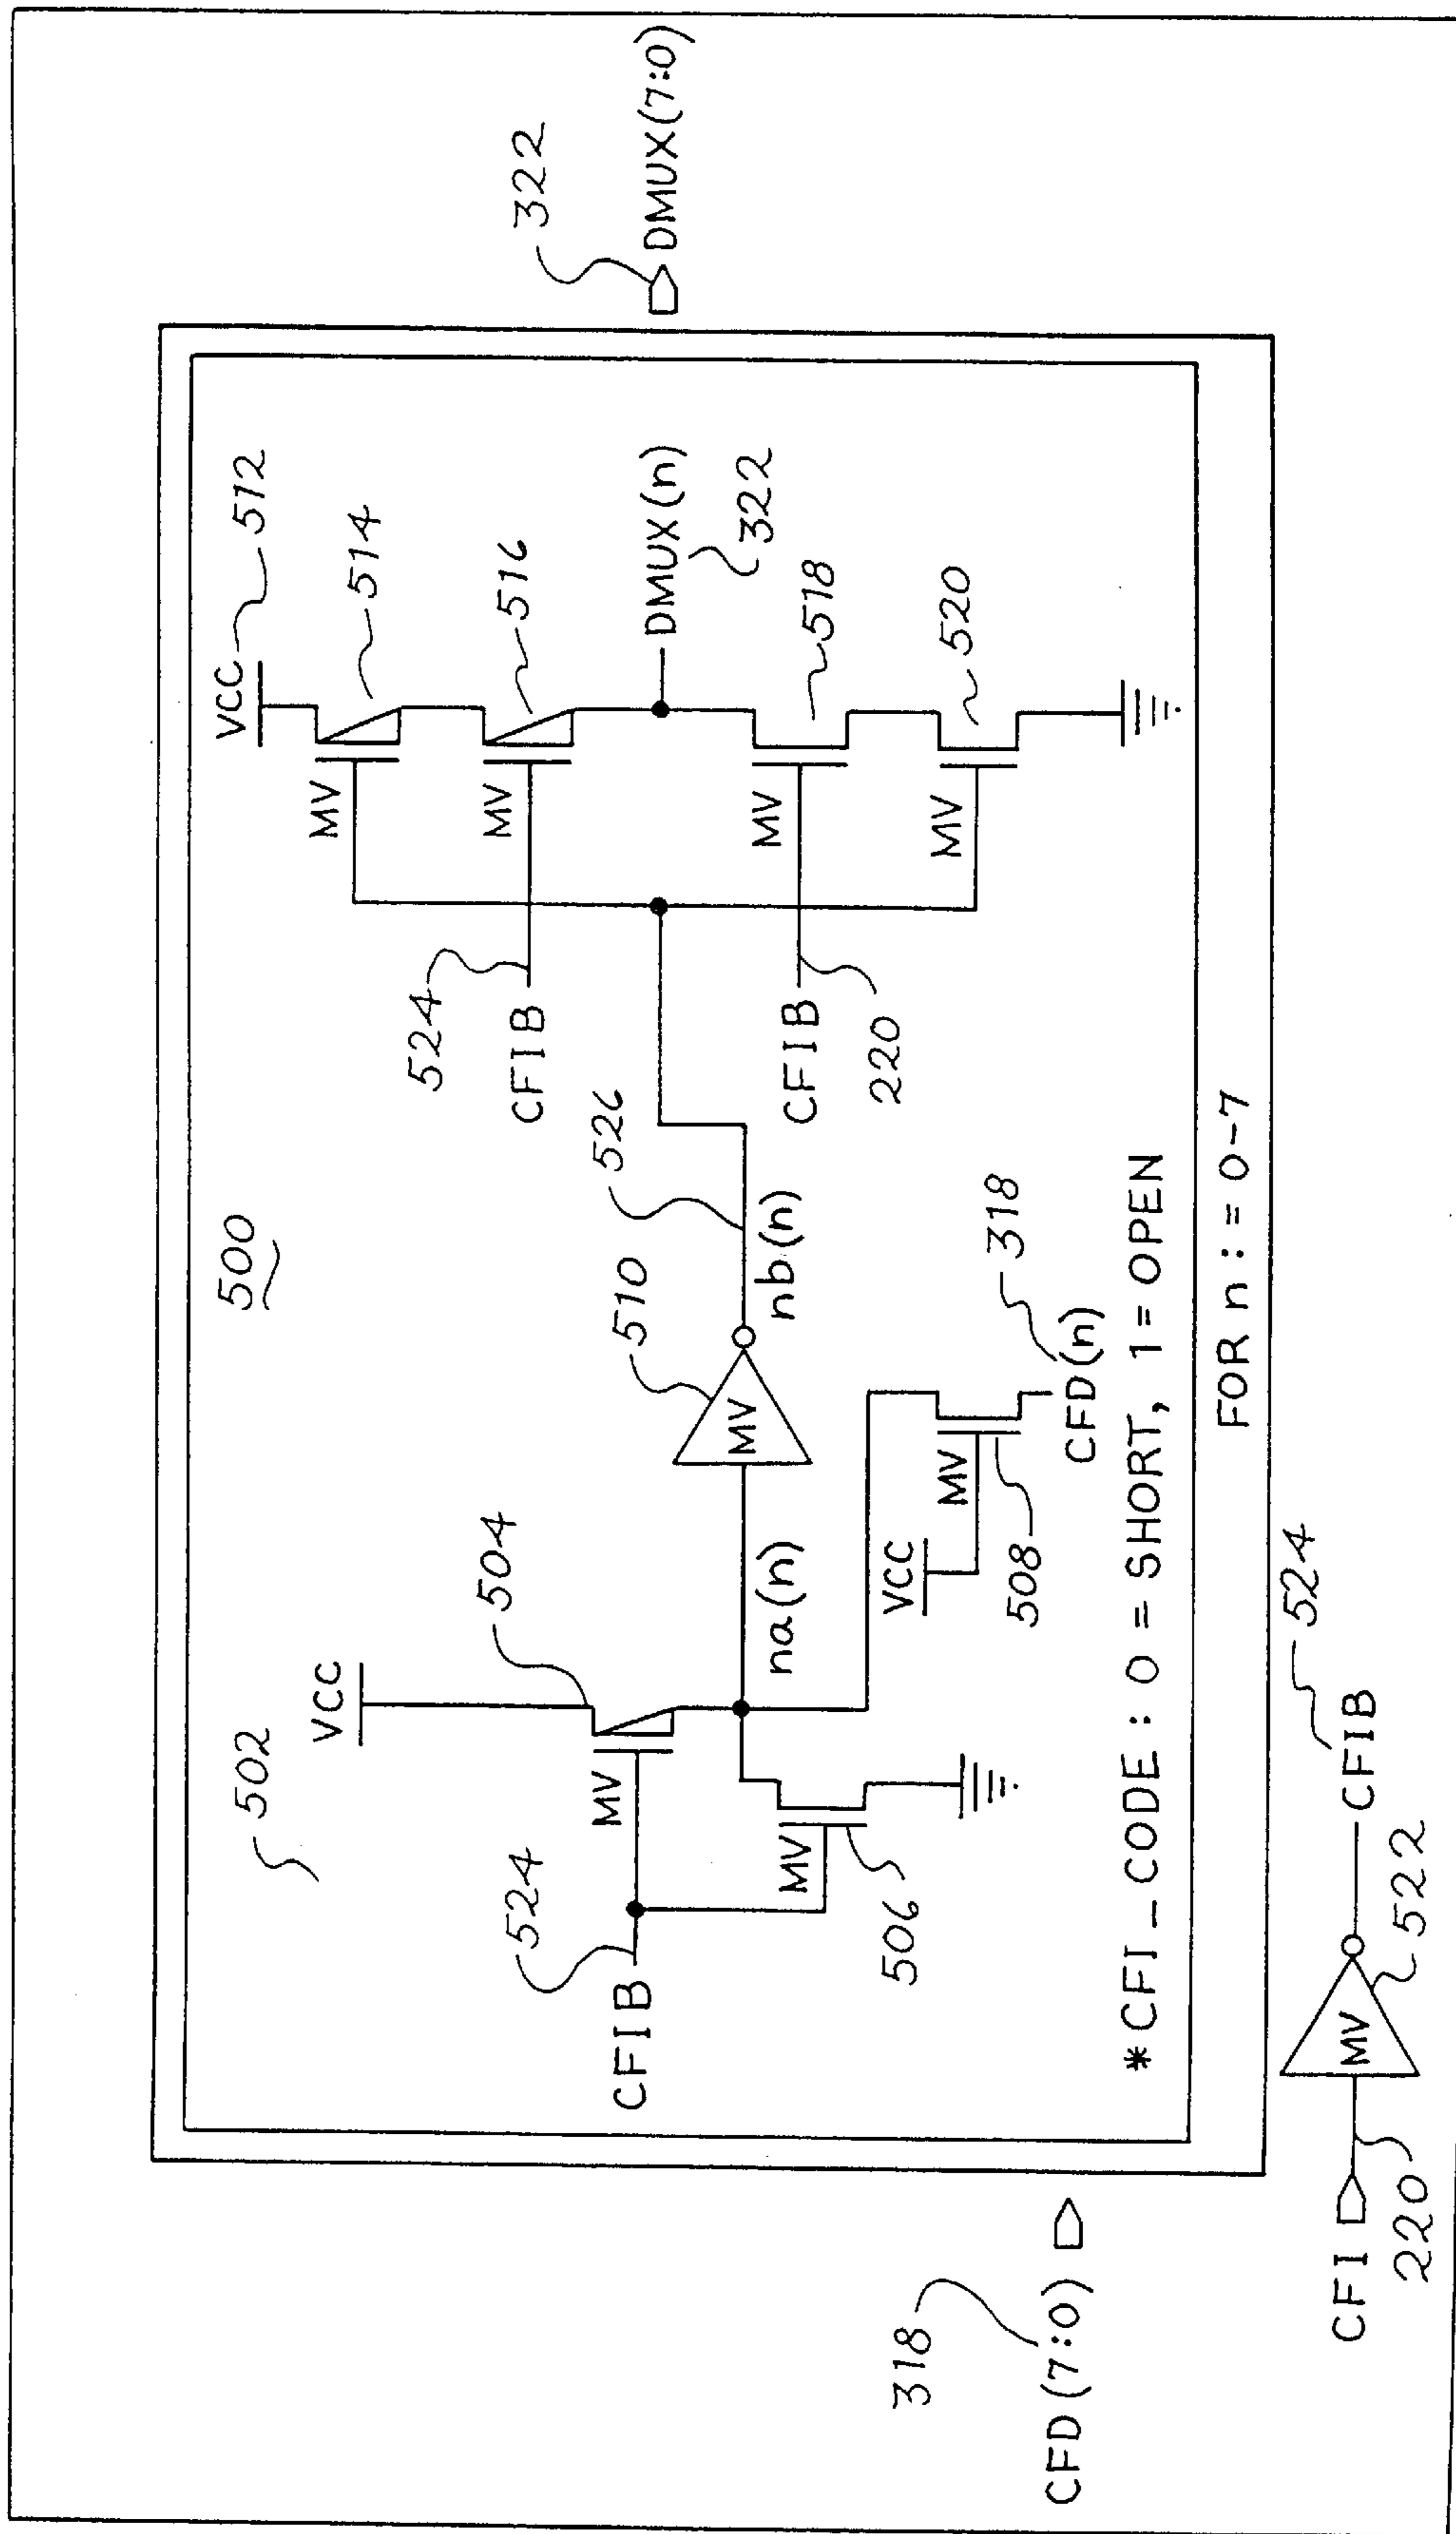 500
502
VCC
504
524
CFIB
MV
MV
506
na(n)
MV
510
nb(n)
526
VCC
MV
508
CFD(n)
318
VCC
512
MV
514
524
CFIB
MV
516
DMUX(n)
322
CFIB
220
MV
518
MV
520
*CFI_CODE : 0 = SHORT, 1 = OPEN
FOR n : = 0-7
322
DMUX(7:0)
318
CFD(7:0)
CFI
220
MV
522
CFIB
524